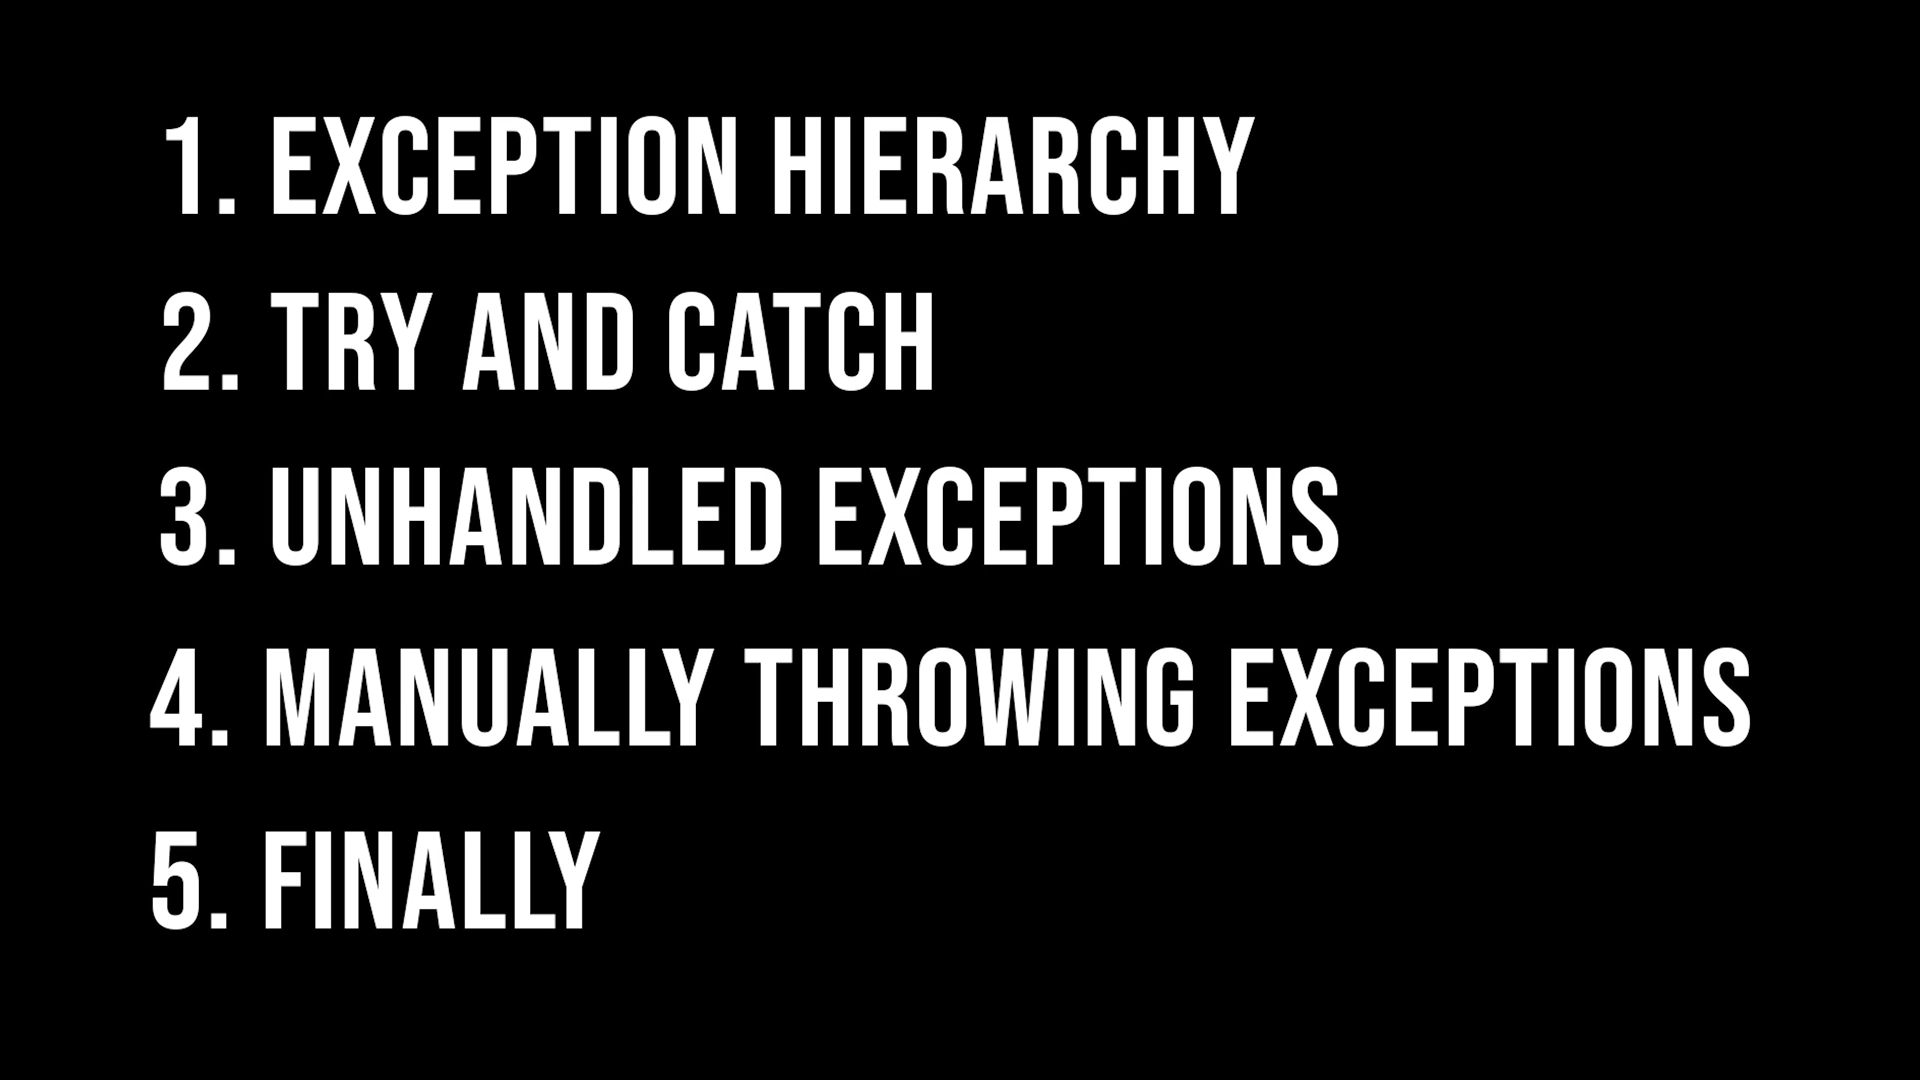 1. EXCEPTION HIERARCHY
2. TRY AND CATCH
3. UNHANDLED EXCEPTIONS
4. MANUALLY THROWING EXCEPTIONS
5. FINALLY